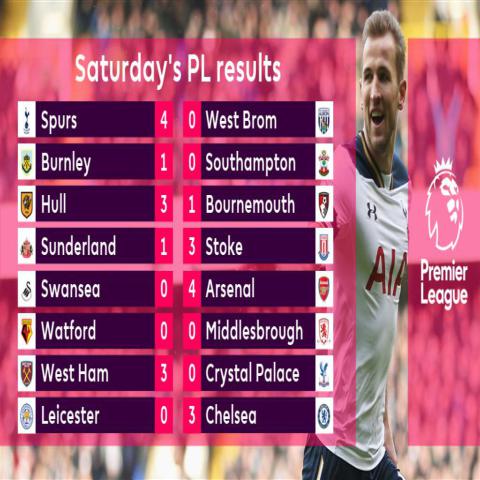 Saturday's PL results
Spurs 4 0 West Brom
Burnley 1 0 Southampton
Hull 3 1 Bournemouth
Sunderland 1 3 Stoke
Swansea 0 4 Arsenal
Watford 0 0 Middlesbrough
West Ham 3 0 Crystal Palace
Leicester 0 3 Chelsea
AIA
Premier
League